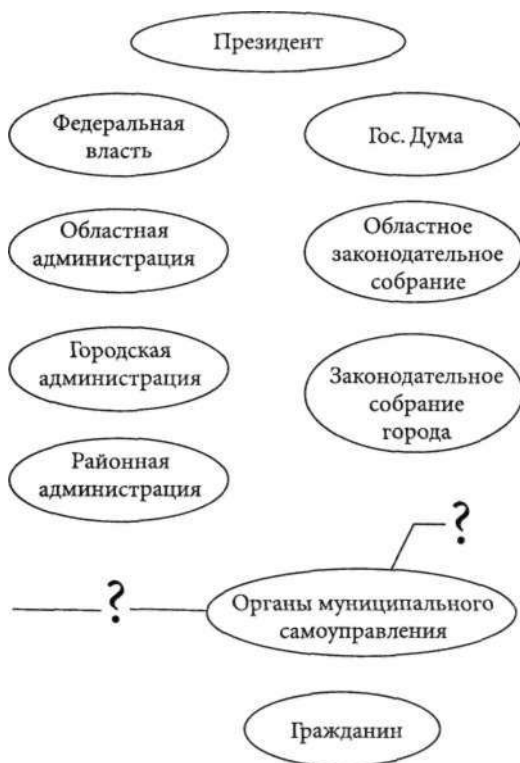 Президент
Федеральная
власть
Гос. Дума
Областная
администрация
Областное
законодательное
собрание
Городская
администрация
Законодательное
собрание
города
Районная
администрация
?
?
Органы муниципального
самоуправления
Гражданин